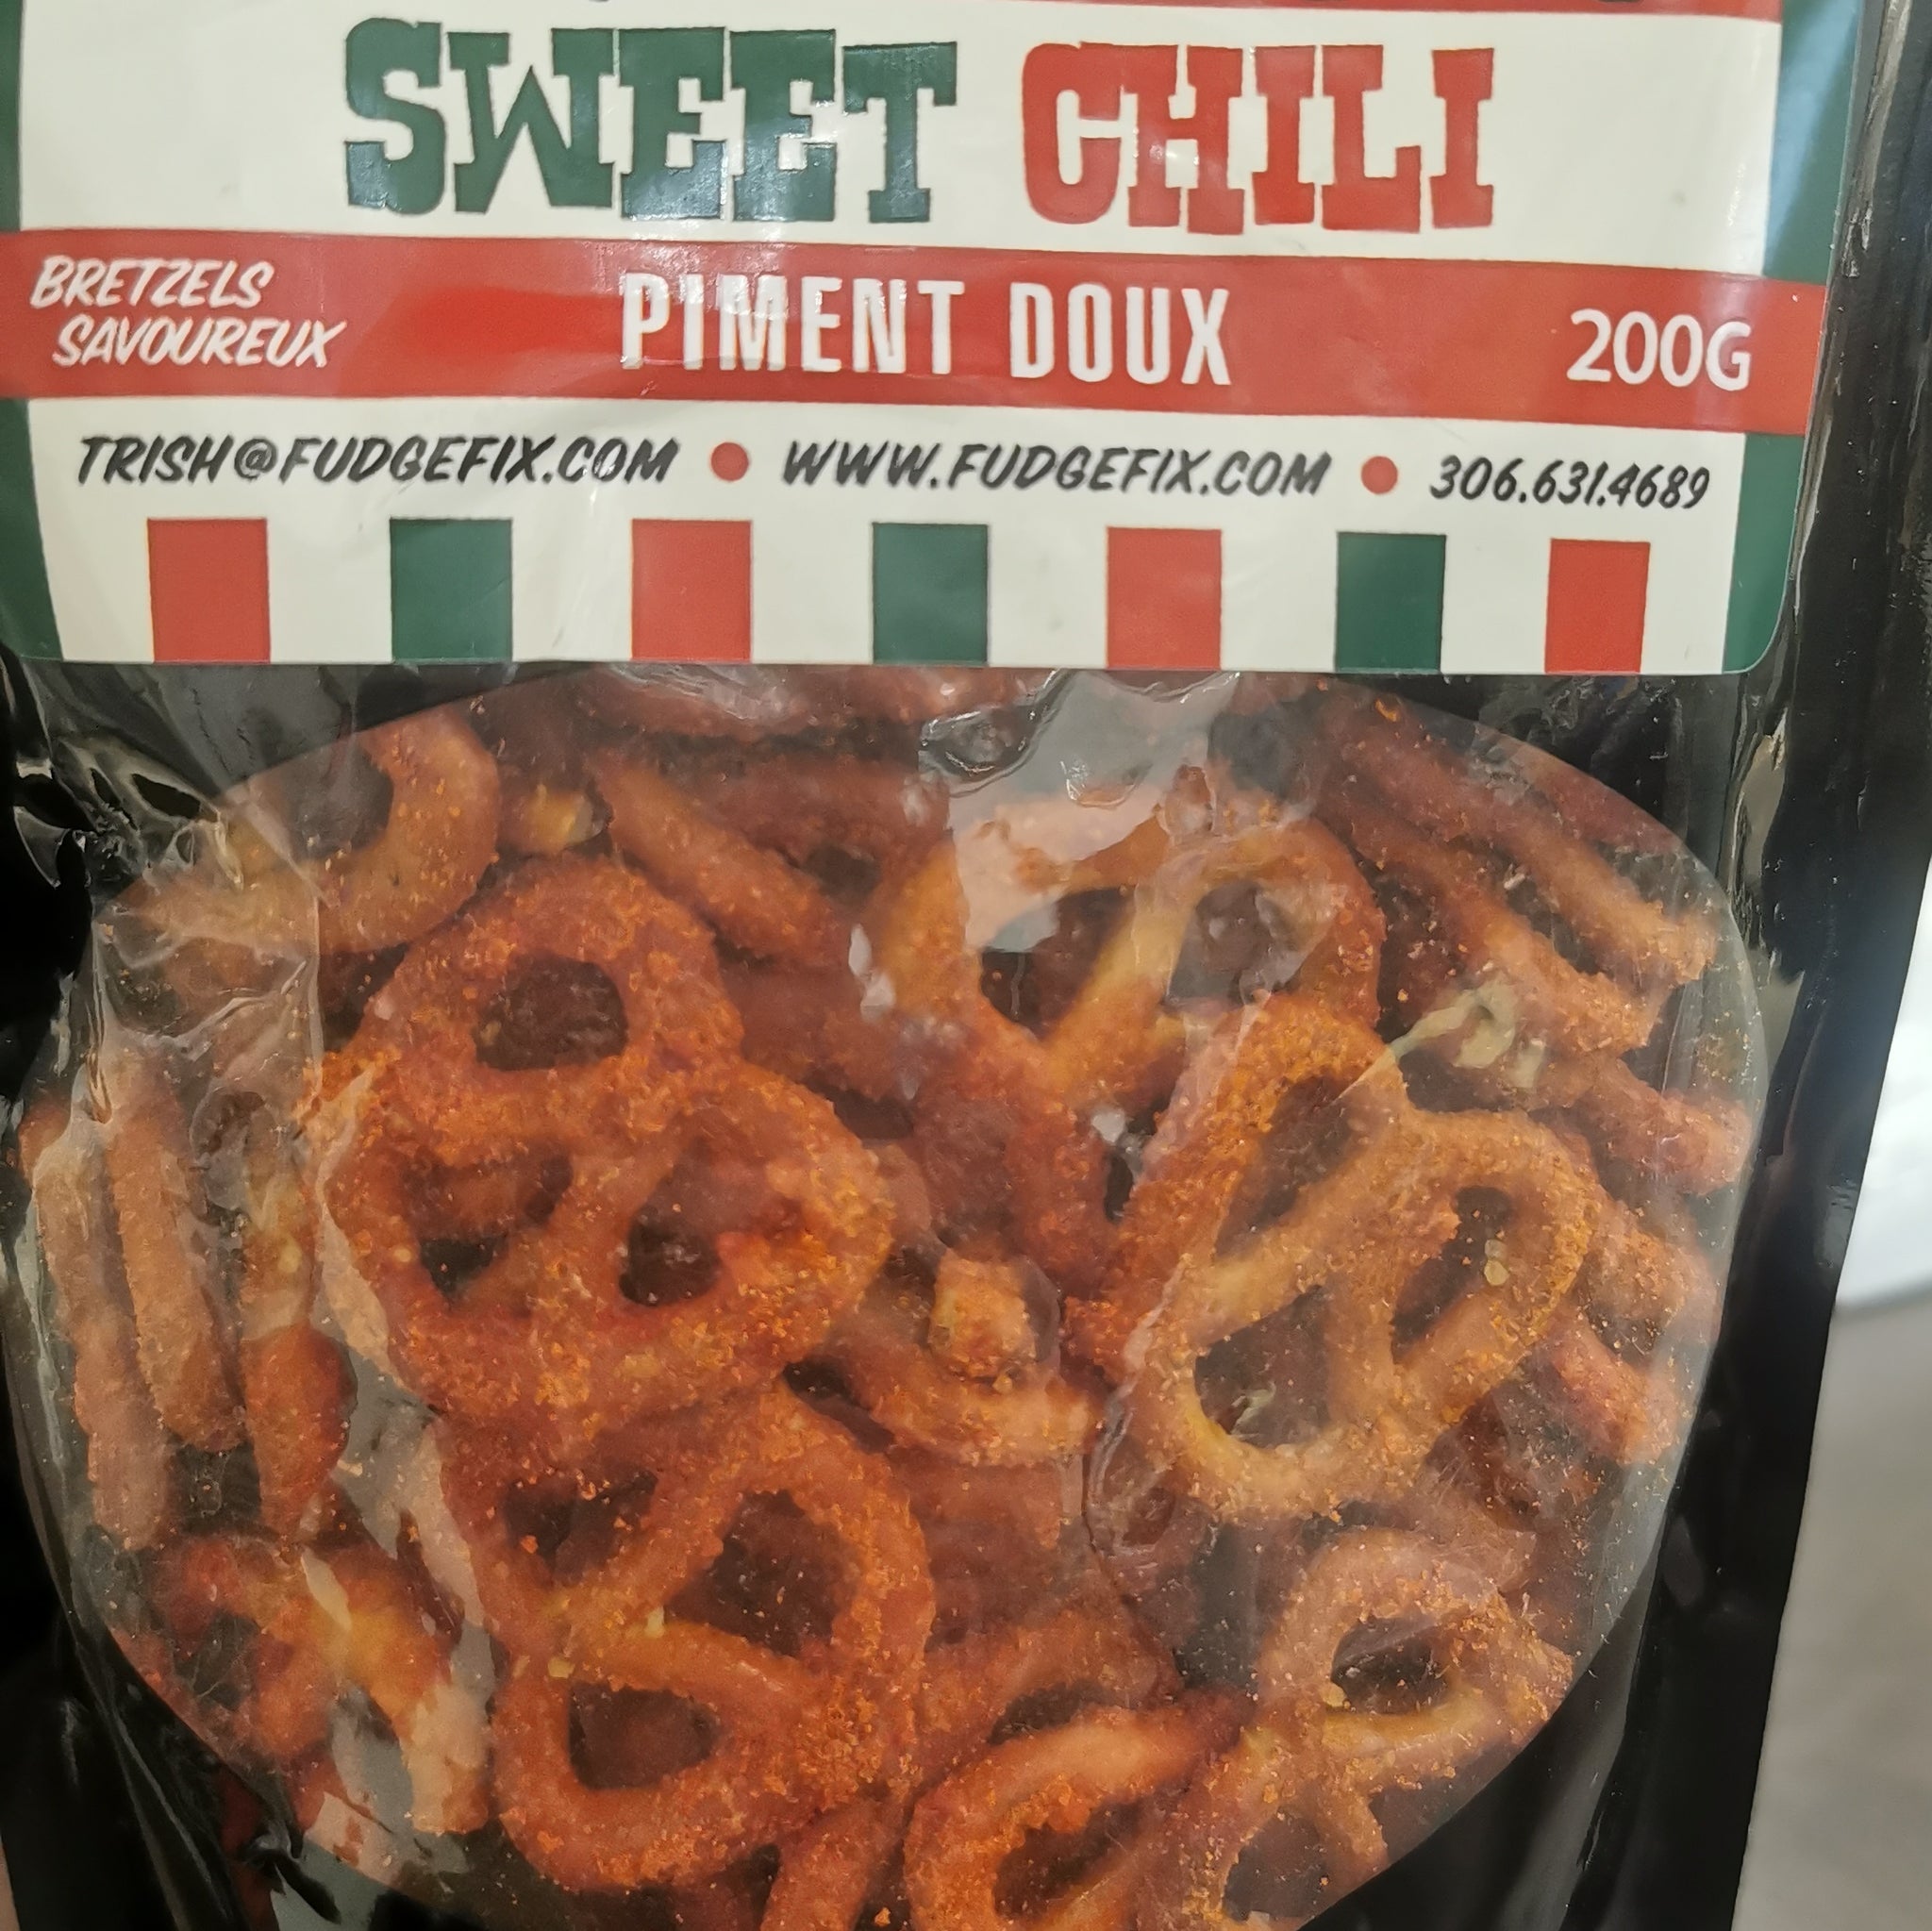 SWEET CHILI
BRETZELS
SAVOUREUX
PIMENT DOUX
200G
TRISH@FUDGEFIX.COM • WWW.FUDGEFIX.COM • 306.631.4689